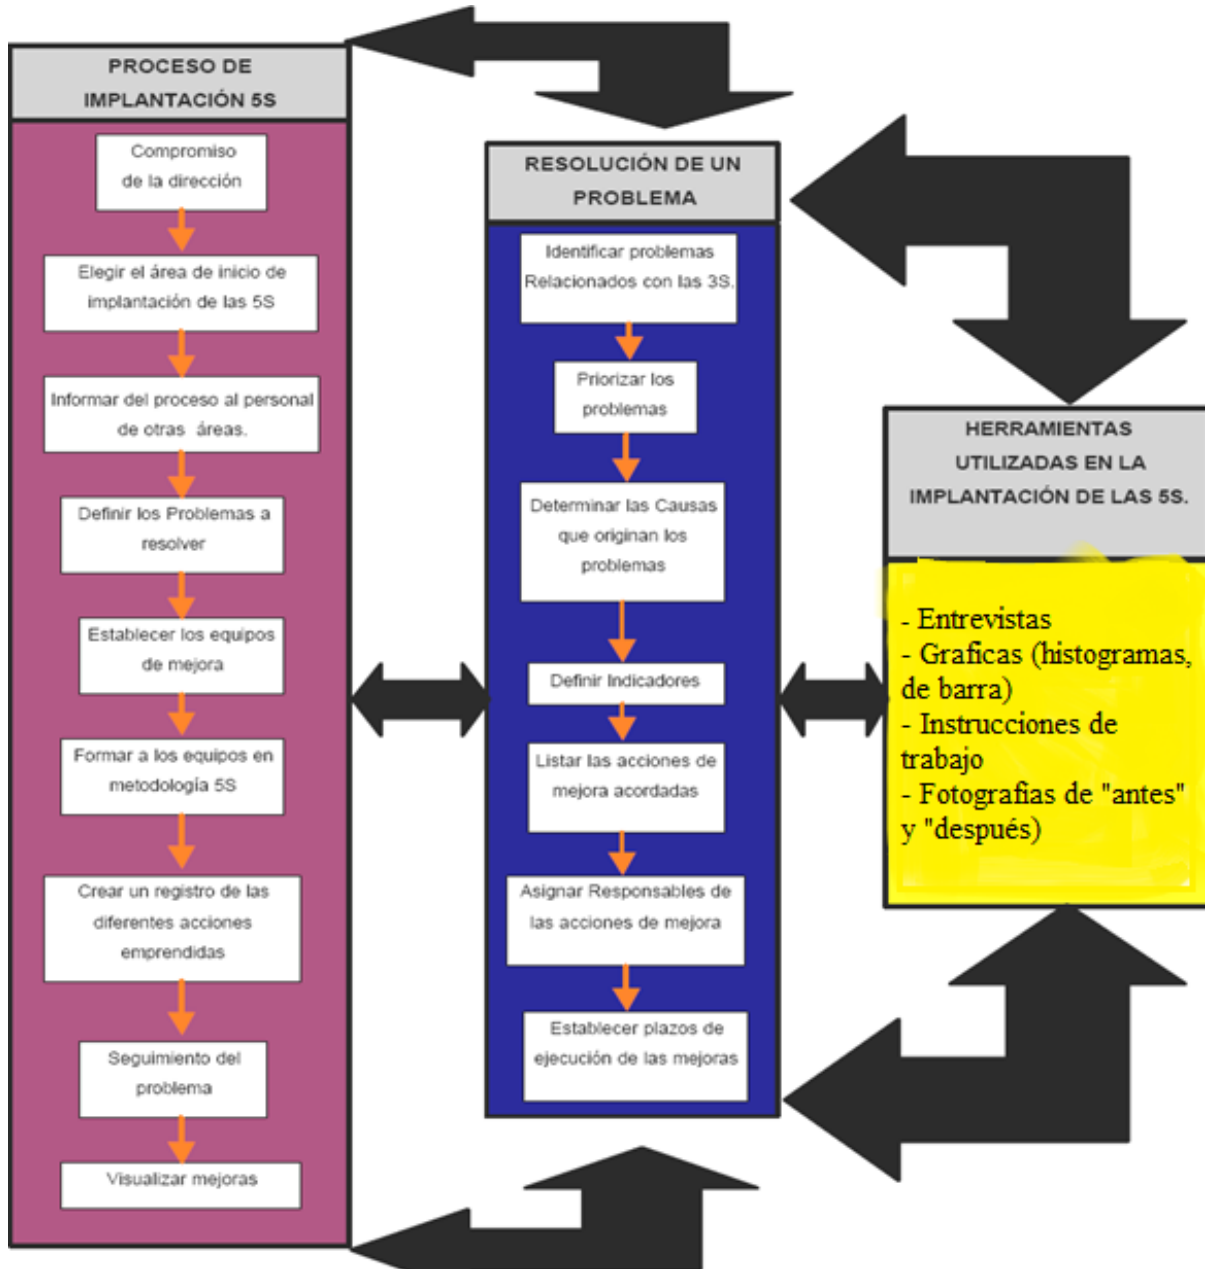 PROCESO DE
IMPLANTACIÓN 5S
Compromiso
de la dirección
Elegir el área de inicio de
implantación de las 5S
Informar del proceso al personal
de otras áreas.
Definir los Problemas a
resolver
Establecer los equipos
de mejora
Formar a los equipos en
metodología 5S
Crear un registro de las
diferentes acciones
emprendidas
Seguimiento del
problema
Visualizar mejoras
RESOLUCIÓN DE UN
PROBLEMA
Identificar problemas
Relacionados con las 3S.
Priorizar los
problemas
Determinar las Causas
que originan los
problemas
Definir Indicadores
Listar las acciones de
mejora acordadas
Asignar Responsables de
las acciones de mejora
Establecer plazos de
ejecución de las mejoras
HERRAMIENTAS
UTILIZADAS EN LA
IMPLANTACIÓN DE LAS 5S.
- Entrevistas
- Graficas (histogramas,
de barra)
- Instrucciones de
trabajo
- Fotografias de "antes"
y "después)